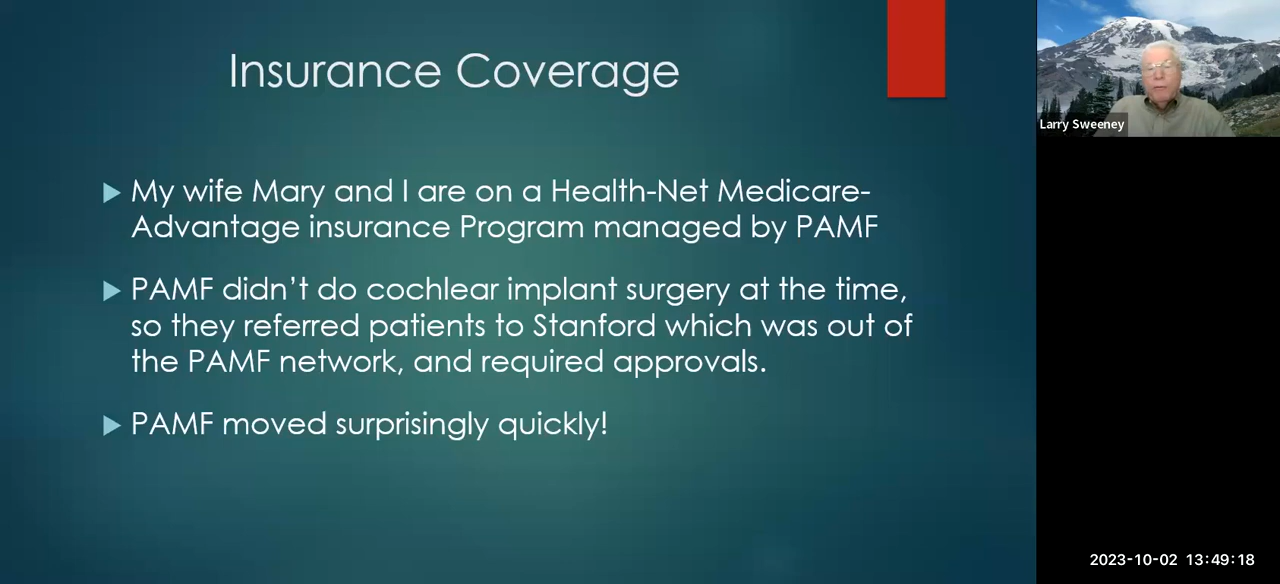 Insurance Coverage
My wife Mary and I are on a Health-Net Medicare-
Advantage insurance Program managed by PAMF
PAMF didn’t do cochlear implant surgery at the time,
so they referred patients to Stanford which was out of
the PAMF network, and required approvals.
PAMF moved surprisingly quickly!
Larry Sweeney
2023-10-02 13:49:18